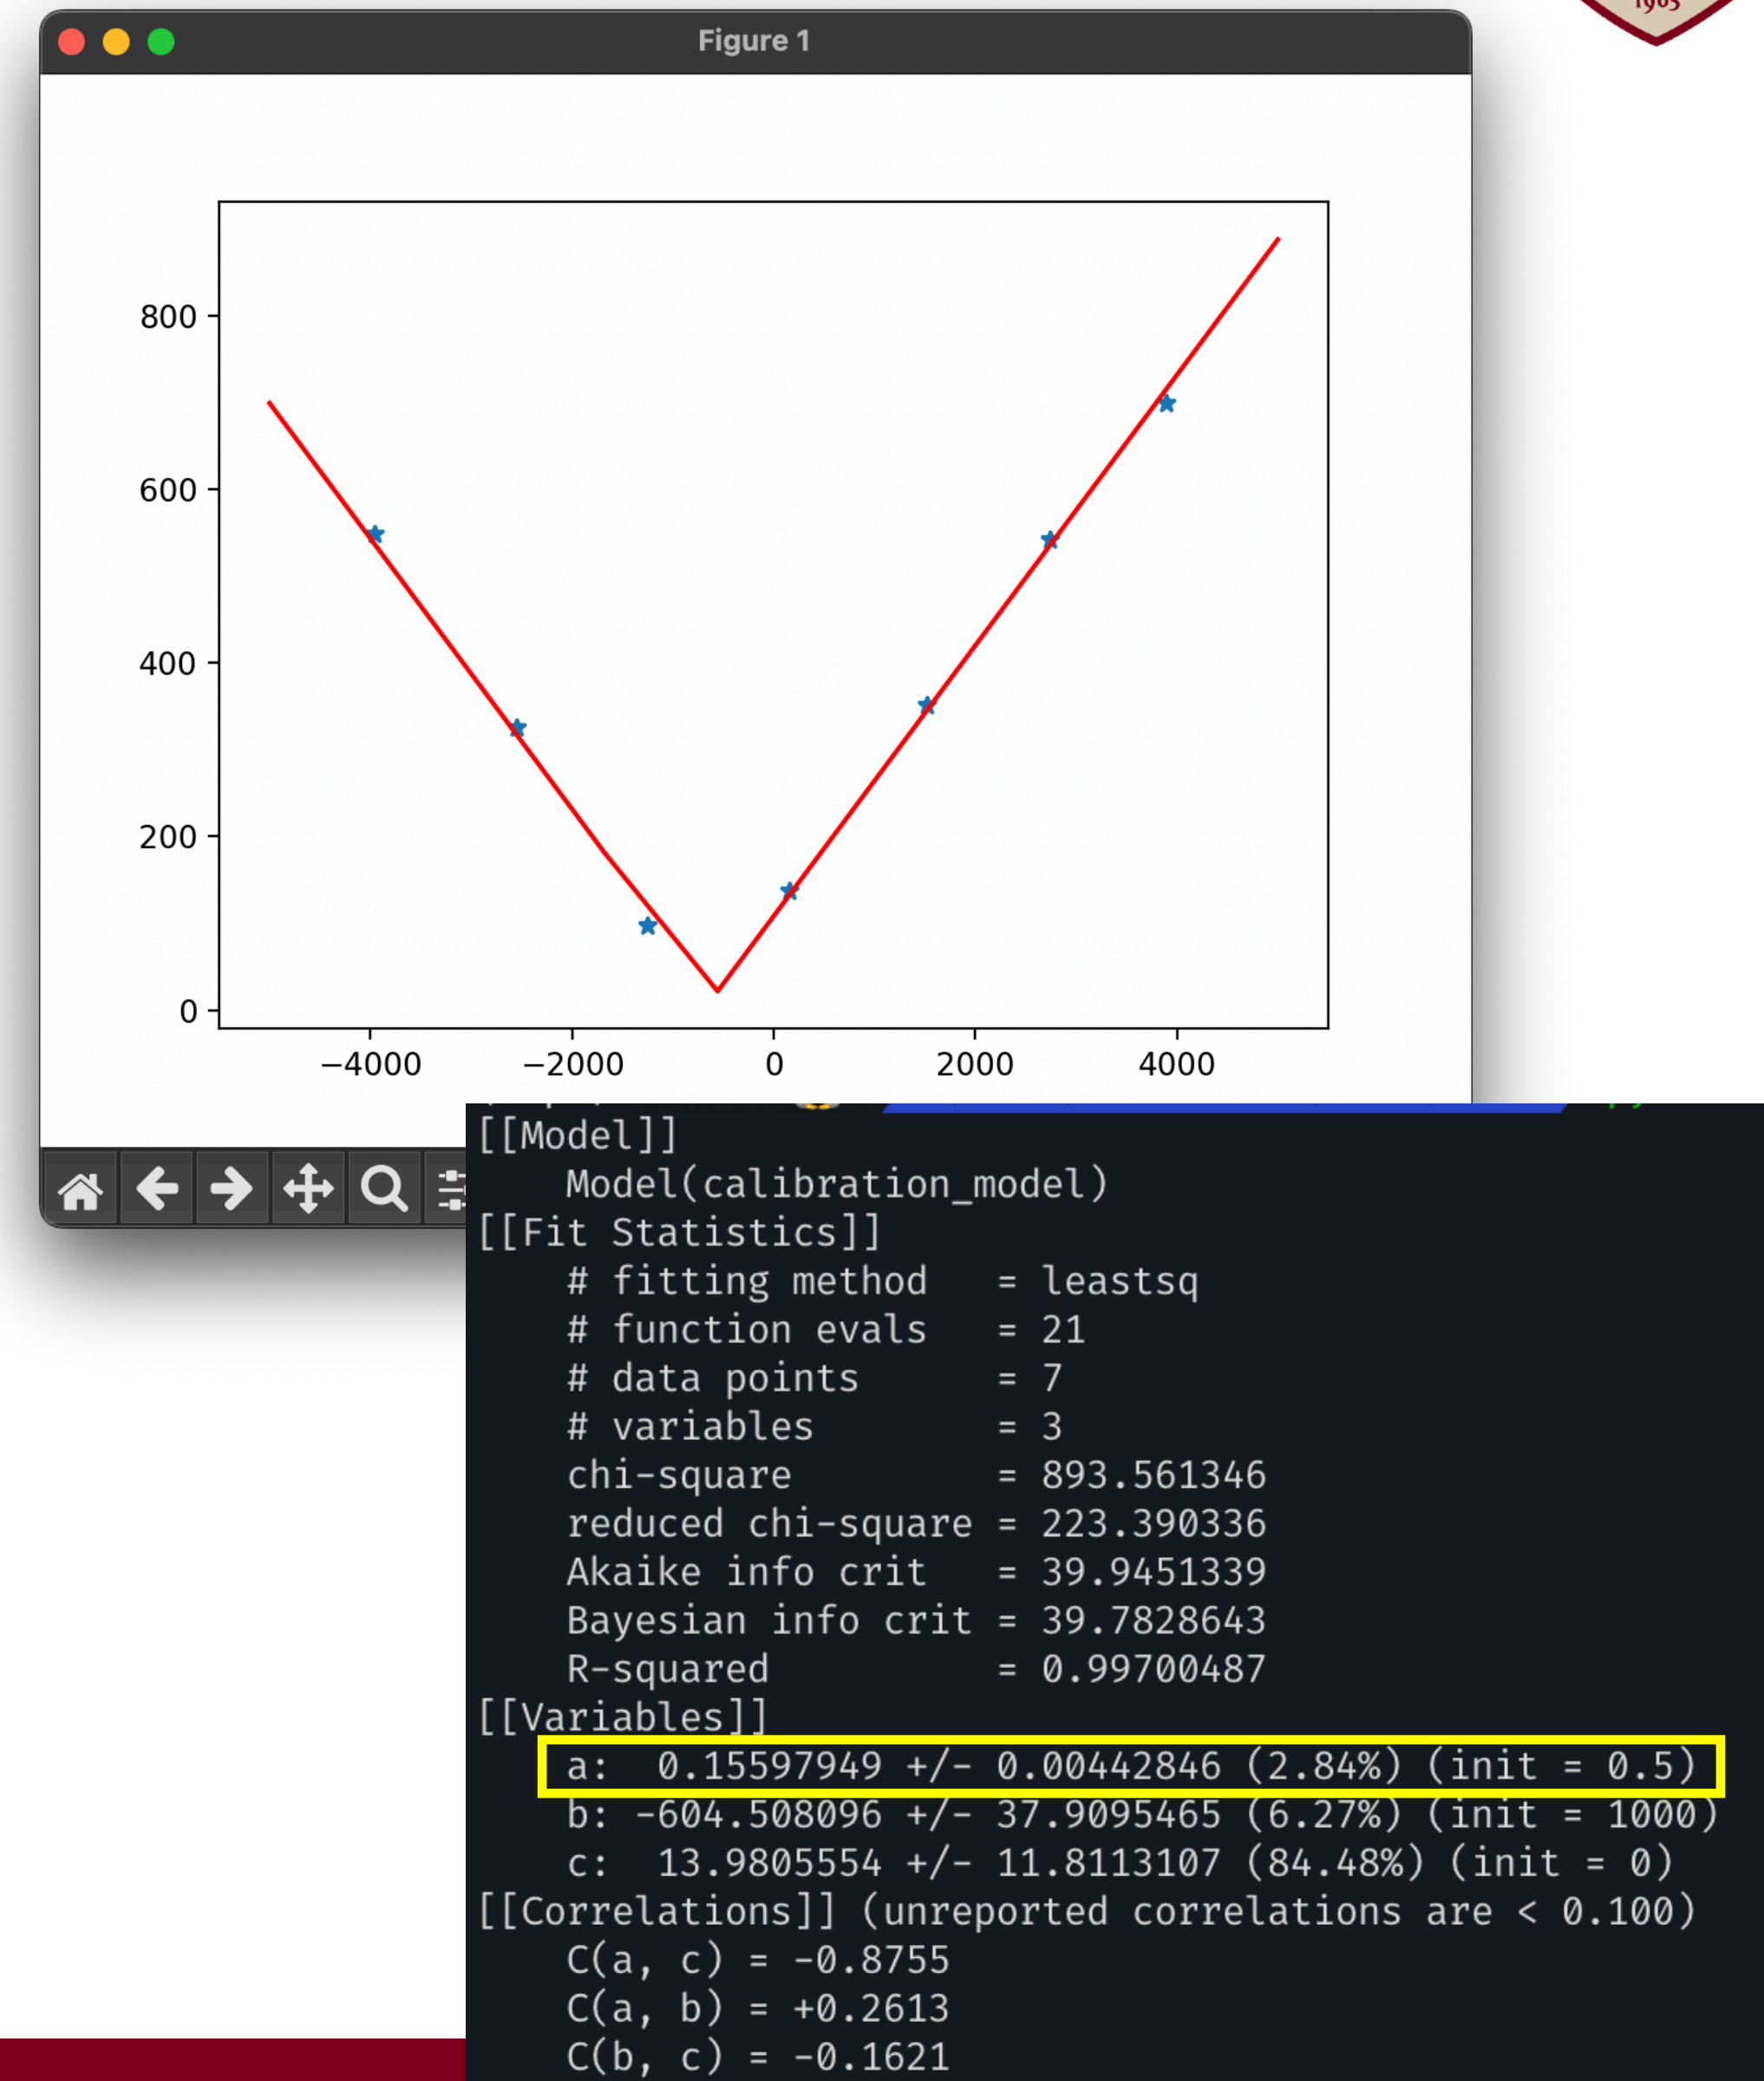 1963
Figure 1
800
600
400
200
0
−4000 −2000 0 2000 4000
[[Model]]
Model(calibration_model)
[[Fit Statistics]]
# fitting method = leastsq
# function evals = 21
# data points = 7
# variables = 3
chi-square = 893.561346
reduced chi-square = 223.390336
Akaike info crit = 39.9451339
Bayesian info crit = 39.7828643
R-squared = 0.99700487
[[Variables]]
a: 0.15597949 +/- 0.00442846 (2.84%) (init = 0.5)
b: -604.508096 +/- 37.9095465 (6.27%) (init = 1000)
c: 13.9805554 +/- 11.8113107 (84.48%) (init = 0)
[[Correlations]] (unreported correlations are < 0.100)
C(a, c) = -0.8755
C(a, b) = +0.2613
C(b, c) = -0.1621